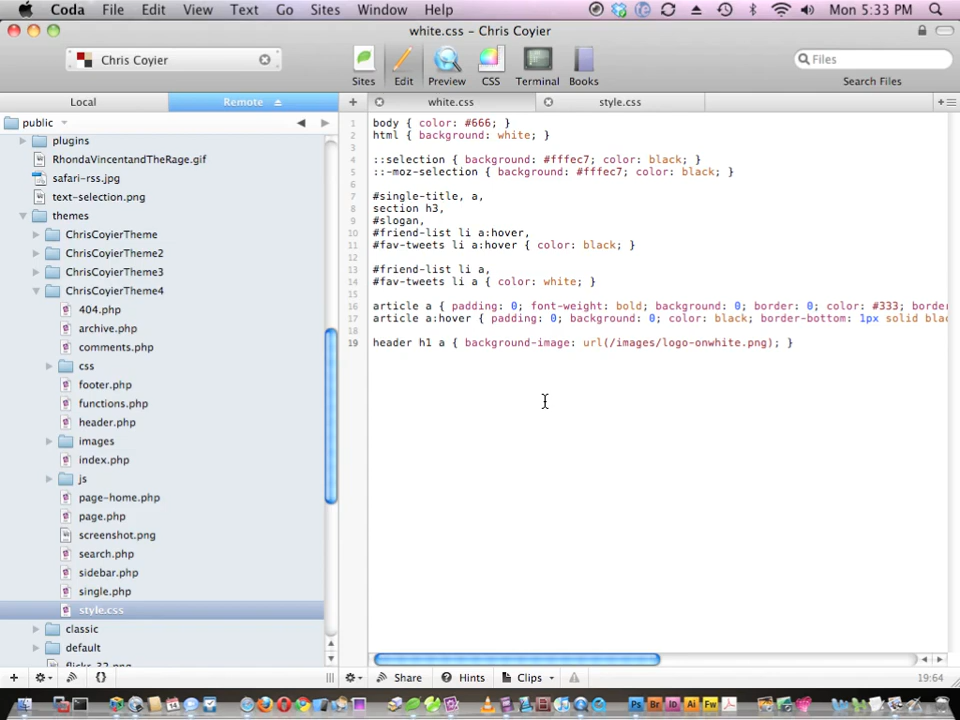 Coda File Edit View Text Go Sites Window Help Mon 5:33 PM
white.css – Chris Coyier
Chris Coyier
Files
Sites Edit Preview CSS Terminal Books Search Files
Local Remote white.css style.css
public
plugins
RhondaVincentandTheRage.gif
safari-rss.jpg
text-selection.png
themes
ChrisCoyierTheme
ChrisCoyierTheme2
ChrisCoyierTheme3
ChrisCoyierTheme4
404.php
archive.php
comments.php
css
footer.php
functions.php
header.php
images
index.php
js
page-home.php
page.php
screenshot.png
search.php
sidebar.php
single.php
style.css
classic
default
flickr_32.png
1 body { color: #666; }
2 html { background: white; }
3
4 ::selection { background: #fffec7; color: black; }
5 ::-moz-selection { background: #fffec7; color: black; }
6
7 #single-title, a,
8 section h3,
9 #slogan,
10 #friend-list li a:hover,
11 #fav-tweets li a:hover { color: black; }
12
13 #friend-list li a,
14 #fav-tweets li a { color: white; }
15
16 article a { padding: 0; font-weight: bold; background: 0; border: 0; color: #333; border
17 article a:hover { padding: 0; background: 0; color: black; border-bottom: 1px solid blac
18
19 header h1 a { background-image: url(/images/logo-onwhite.png); }
Share Hints Clips 19:64
Ps Br Id Ai Fw